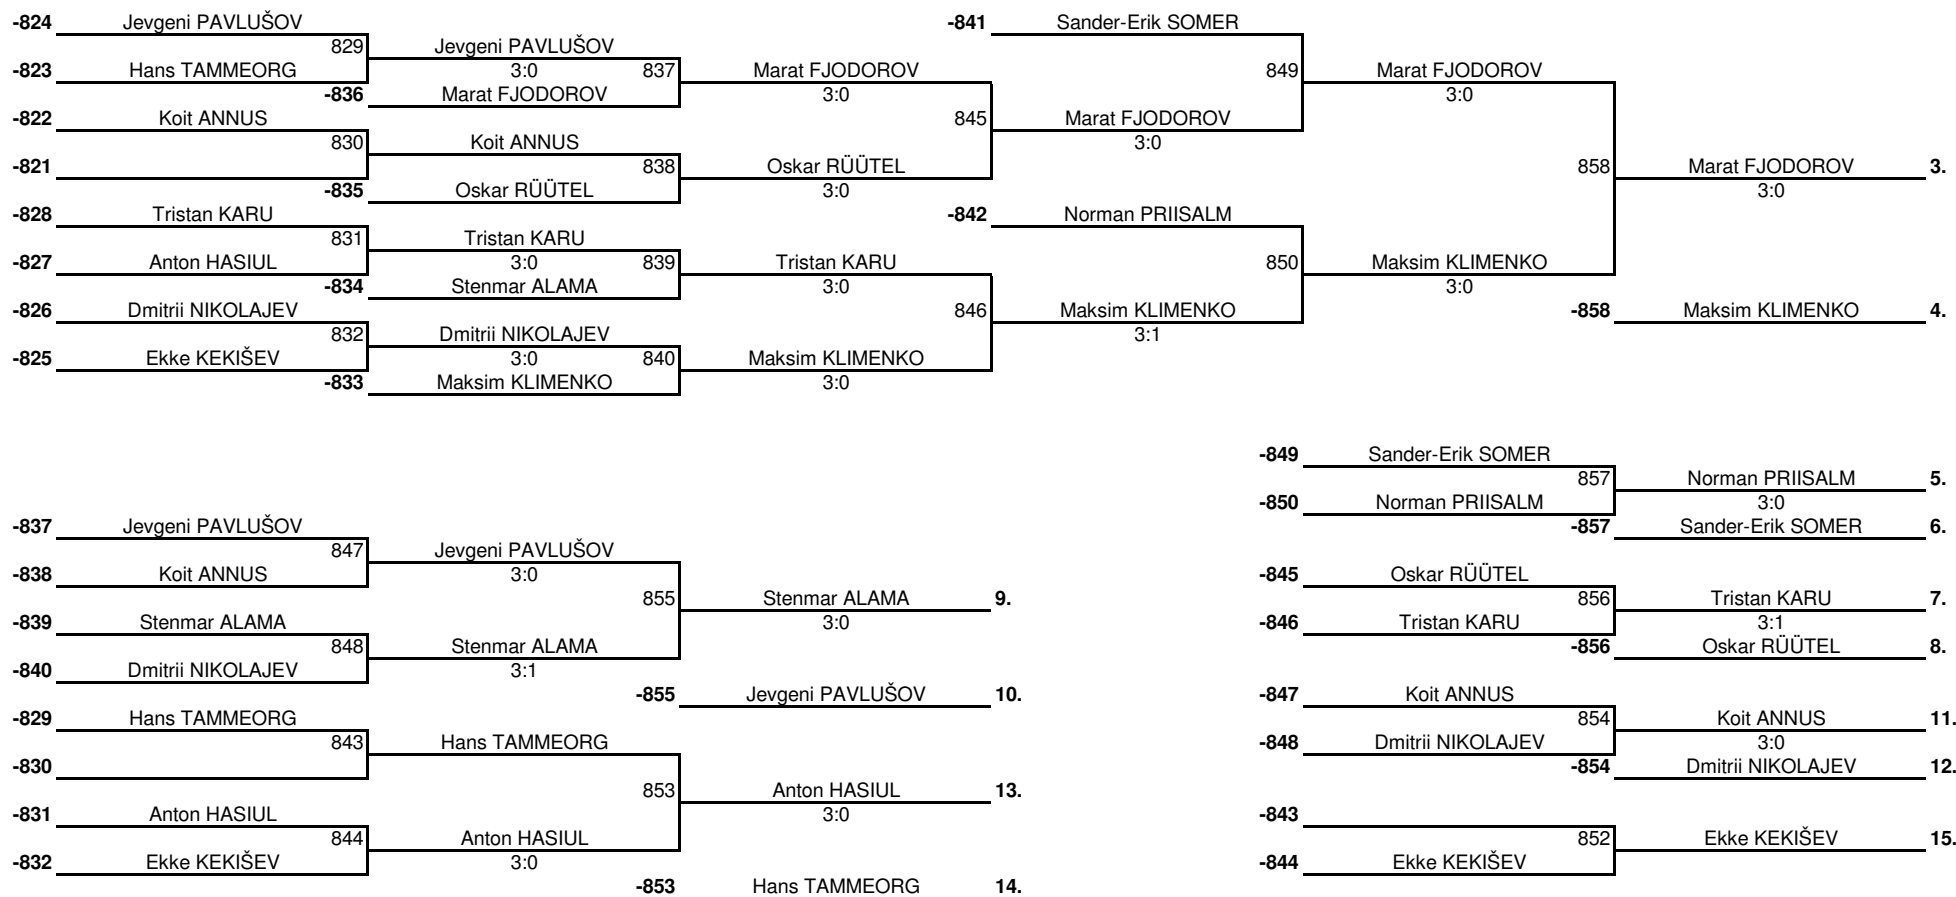 -824 Jevgeni PAVLUŠOV -841 Sander-Erik SOMER
829 Jevgeni PAVLUŠOV
-823 Hans TAMMEORG 3:0 837 Marat FJODOROV 849 Marat FJODOROV
-836 Marat FJODOROV 3:0 3:0
-822 Koit ANNUS 845 Marat FJODOROV
830 Koit ANNUS 3:0
-821 838 Oskar RÜÜTEL 858 Marat FJODOROV 3.
-835 Oskar RÜÜTEL 3:0 3:0
-828 Tristan KARU -842 Norman PRIISALM
831 Tristan KARU
-827 Anton HASIUL 3:0 839 Tristan KARU 850 Maksim KLIMENKO
-834 Stenmar ALAMA 3:0 3:0
-826 Dmitrii NIKOLAJEV 846 Maksim KLIMENKO -858 Maksim KLIMENKO 4.
832 Dmitrii NIKOLAJEV 3:1
-825 Ekke KEKIŠEV 3:0 840 Maksim KLIMENKO
-833 Maksim KLIMENKO 3:0
-849 Sander-Erik SOMER
857 Norman PRIISALM 5.
-850 Norman PRIISALM 3:0
-837 Jevgeni PAVLUŠOV -857 Sander-Erik SOMER 6.
847 Jevgeni PAVLUŠOV
-838 Koit ANNUS 3:0 -845 Oskar RÜÜTEL
855 Stenmar ALAMA 9. 856 Tristan KARU 7.
-839 Stenmar ALAMA 3:0 -846 Tristan KARU 3:1
848 Stenmar ALAMA -856 Oskar RÜÜTEL 8.
-840 Dmitrii NIKOLAJEV 3:1
-855 Jevgeni PAVLUŠOV 10. -847 Koit ANNUS
-829 Hans TAMMEORG 854 Koit ANNUS 11.
843 Hans TAMMEORG -848 Dmitrii NIKOLAJEV 3:0
-830 -854 Dmitrii NIKOLAJEV 12.
853 Anton HASIUL 13.
-831 Anton HASIUL 3:0 -843
844 Anton HASIUL 852 Ekke KEKIŠEV 15.
-832 Ekke KEKIŠEV 3:0 -844 Ekke KEKIŠEV
-853 Hans TAMMEORG 14.